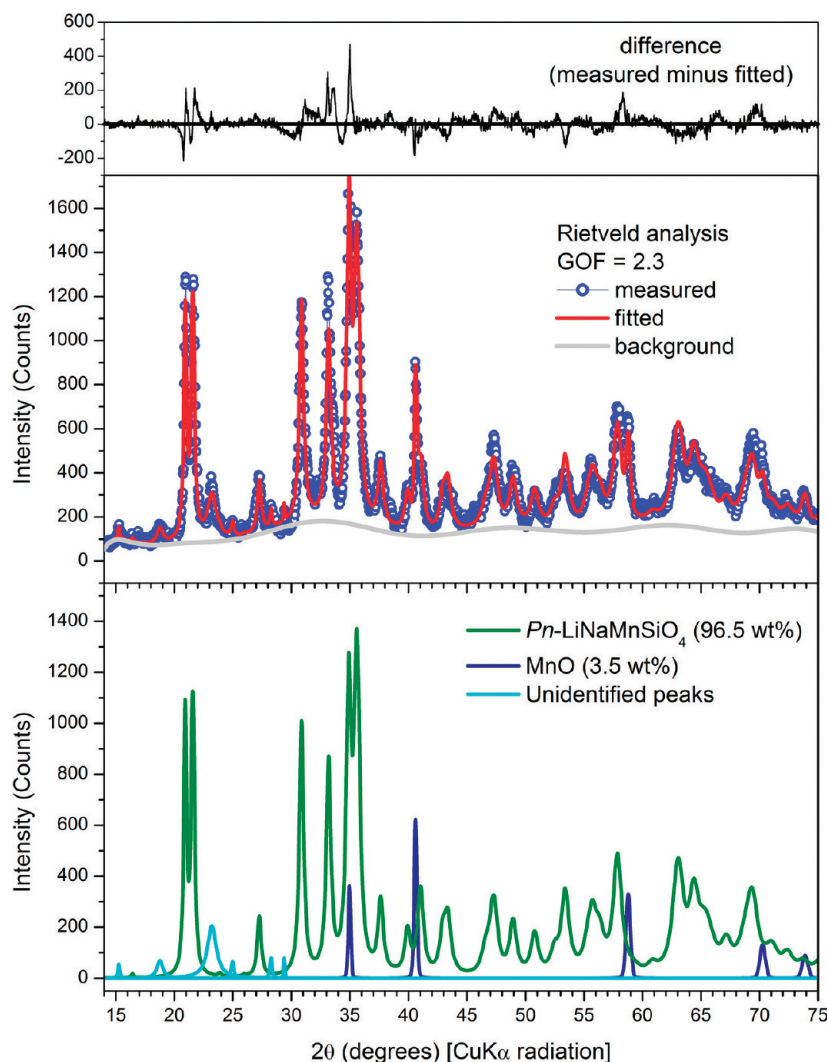 600
400
200
0
-200
difference
(measured minus fitted)
1600
1400
1200
1000
800
600
400
200
0
Intensity (Counts)
Rietveld analysis
GOF = 2.3
measured
fitted
background
1400
1200
1000
800
600
400
200
0
Intensity (Counts)
Pn-LiNaMnSiO₄ (96.5 wt%)
MnO (3.5 wt%)
Unidentified peaks
15 20 25 30 35 40 45 50 55 60 65 70 75
2θ (degrees) [CuKα radiation]